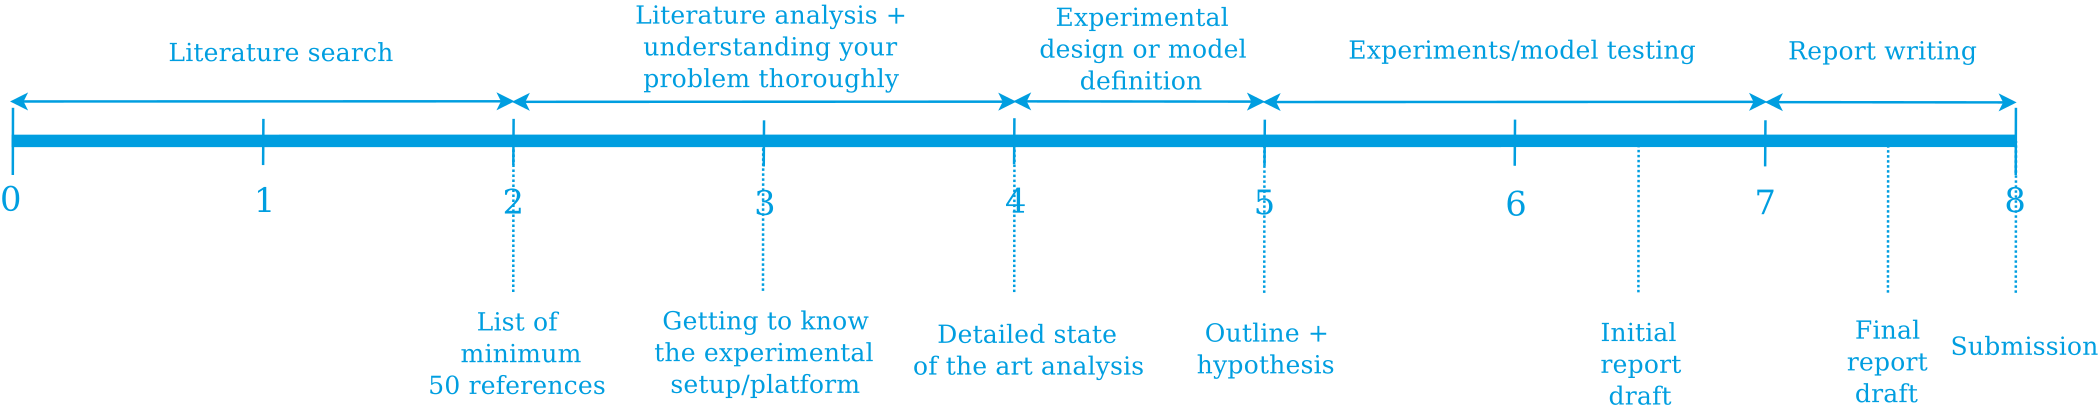 Literature search
Literature analysis +
understanding your
problem thoroughly
Experimental
design or model
definition
Experiments/model testing
Report writing
0
1
2
3
4
5
6
7
8
List of
minimum
50 references
Getting to know
the experimental
setup/platform
Detailed state
of the art analysis
Outline +
hypothesis
Initial
report
draft
Final
report
draft
Submission